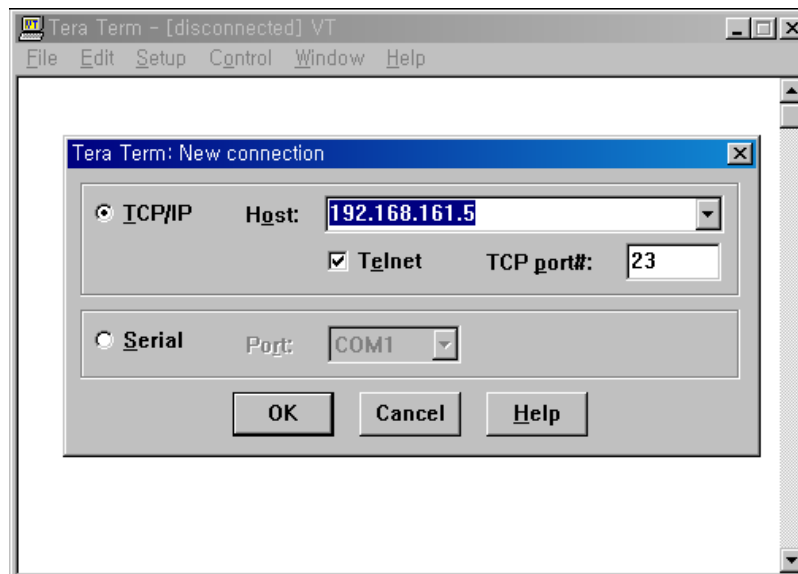 Tera Term - [disconnected] VT
File Edit Setup Control Window Help
Tera Term: New connection
TCP/IP Host: 192.168.161.5
Telnet TCP port#: 23
Serial Port: COM1
OK Cancel Help